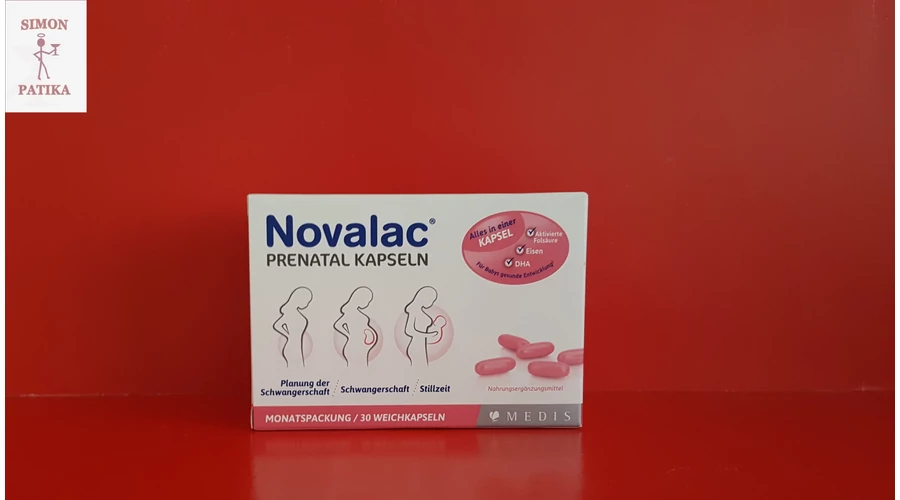 SIMON
PATIKA
Novalac®
PRENATAL KAPSELN
Alles in einer
KAPSEL
Aktivierte
Folsäure
Eisen
DHA
Für Babys gesunde Entwicklung!
Planung der
Schwangerschaft
Schwangerschaft
Stillzeit
Nahrungsergänzungsmittel
MONATSPACKUNG / 30 WEICHKAPSELN
MEDIS